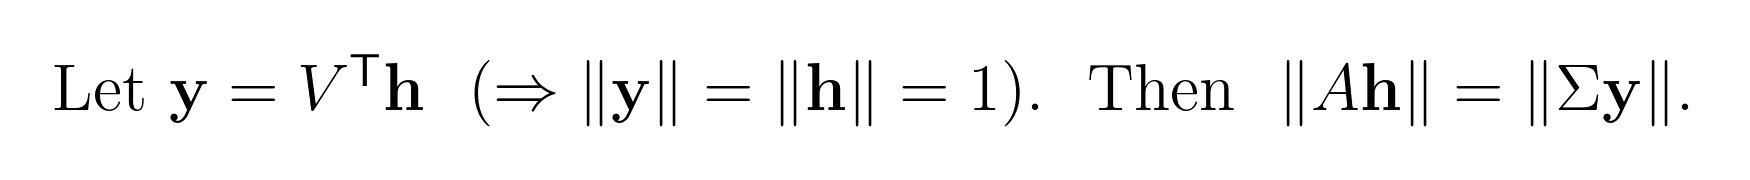 Let y = V^⊤h (⇒ ‖y‖ = ‖h‖ = 1). Then ‖Ah‖ = ‖Σy‖.